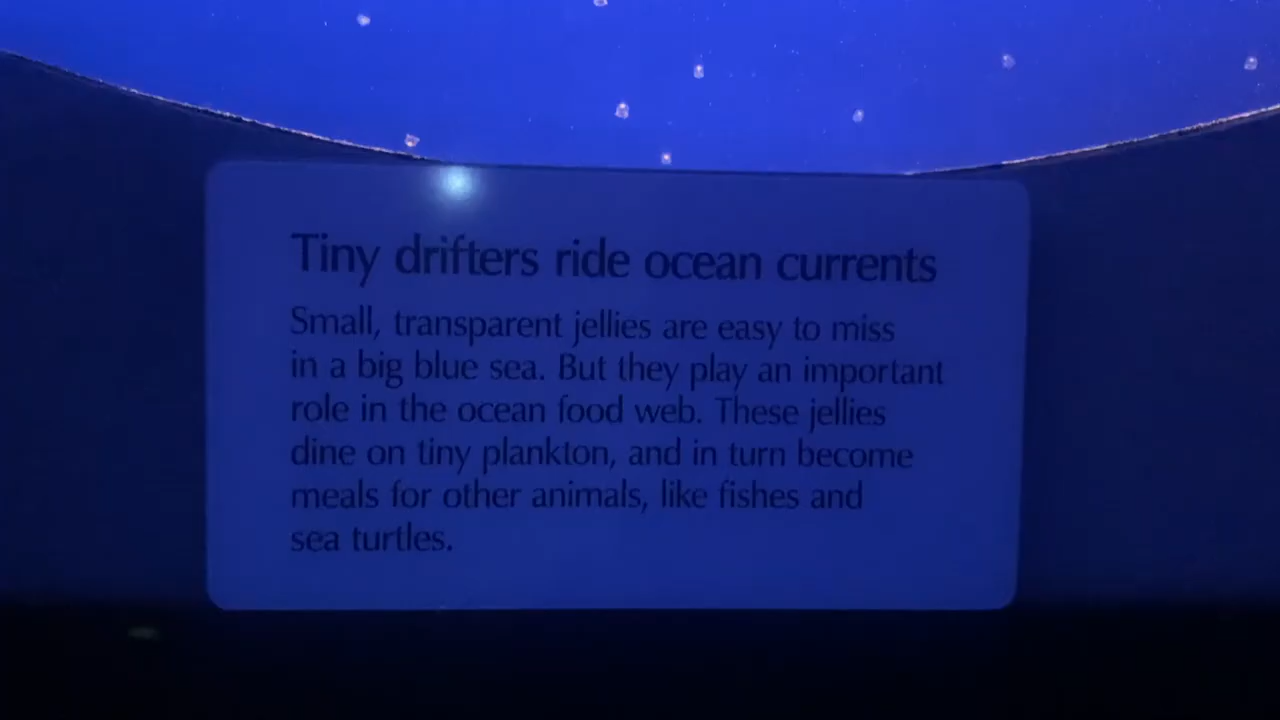 Tiny drifters ride ocean currents
Small, transparent jellies are easy to miss
in a big blue sea. But they play an important
role in the ocean food web. These jellies
dine on tiny plankton, and in turn become
meals for other animals, like fishes and
sea turtles.